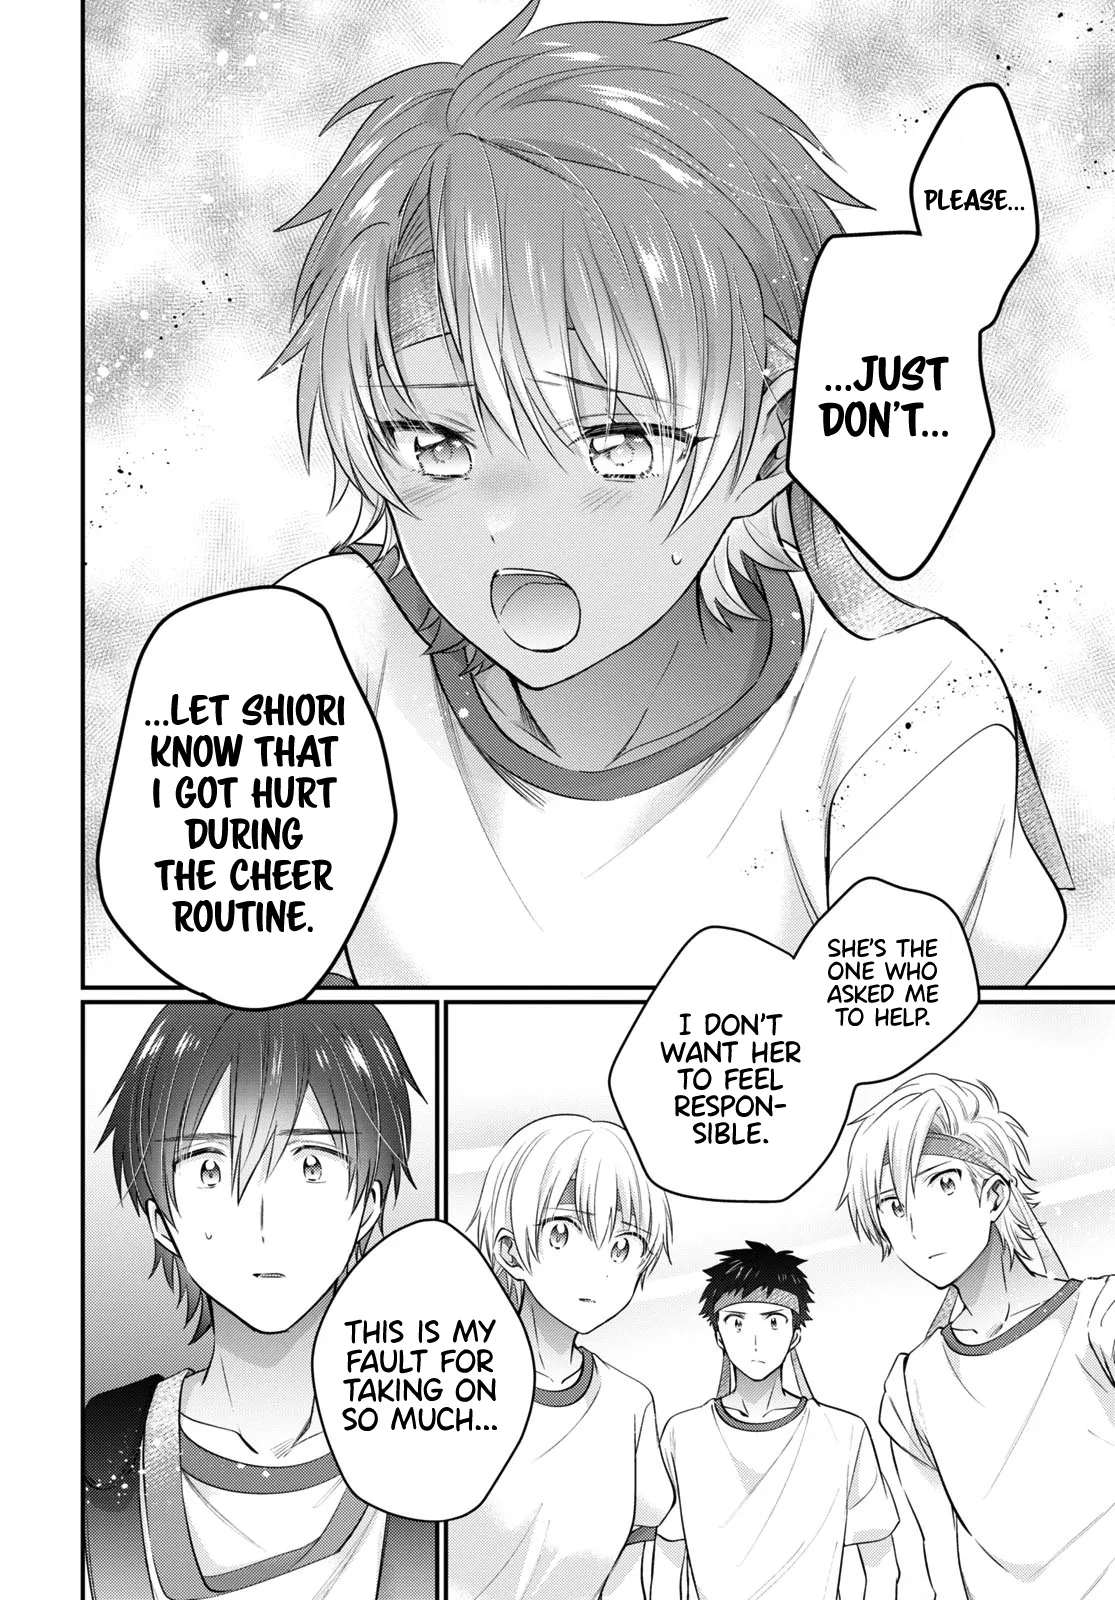 PLEASE...
...JUST
DON'T...
...LET SHIORI
KNOW THAT
I GOT HURT
DURING
THE CHEER
ROUTINE.
SHE'S THE
ONE WHO
ASKED ME
TO HELP.
I DON'T
WANT HER
TO FEEL
RESPON-
SIBLE.
THIS IS MY
FAULT FOR
TAKING ON
SO MUCH...